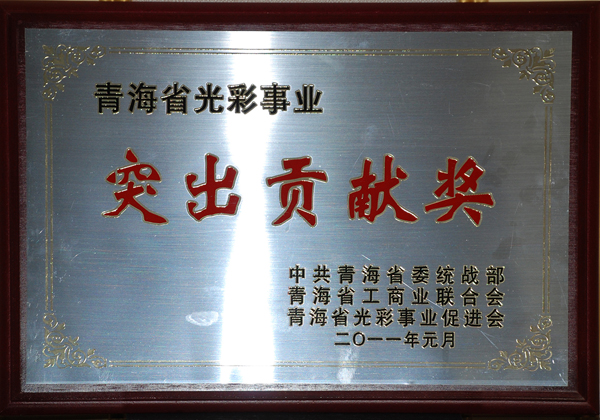 青海省光彩事业
突出贡献奖
中共青海省委统战部
青海省工商业联合会
青海省光彩事业促进会
二〇一一年元月